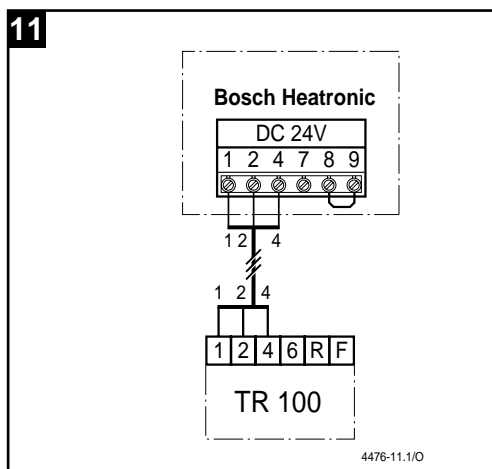 11
Bosch Heatronic
DC 24V
1 2 4 7 8 9
1 2 4
1 2 4
1 2 4 6 R F
TR 100
4476-11.1/O